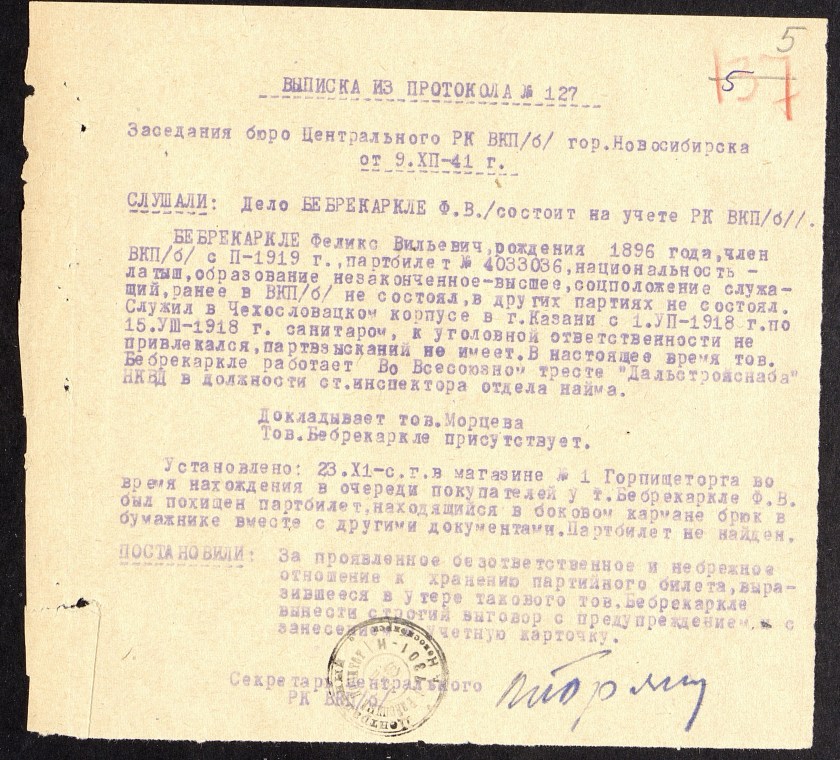 5
5
137
ВЫПИСКА ИЗ ПРОТОКОЛА № 127
Заседания бюро Центрального РК ВКП/б/ гор.Новосибирска
от 9.ХП-41 г.
СЛУШАЛИ: Дело БЕБРЕКАРКЛЕ Ф.В./состоит на учете РК ВКП/б//.
БЕБРЕКАРКЛЕ Феликс Вильевич,рождения 1896 года,член
ВКП/б/ с П-1919 г.,партбилет № 4033036,национальность -
латыш,образование незаконченное-высшее,соцположение служа-
щий,ранее в ВКП/б/ не состоял,в других партиях не состоял.
Служил в Чехословацком корпусе в г.Казани с 1.УП-1918 г.по
15.УШ-1918 г. санитаром, к уголовной ответственности не
привлекался,партвзысканий не имеет.В настоящее время тов.
Бебрекаркле работает Во Всесоюзном тресте "Дальстройснаба"
НКВД в должности ст.инспектора отдела найма.
Докладывает тов.Морцева
Тов.Бебрекаркле присутствует.
Установлено: 23.Х1-с.г.в магазине № 1 Горпищеторга во
время нахождения в очереди покупателей у т.Бебрекаркле Ф.В.
был похищен партбилет,находящийся в боковом кармане брюк в
бумажнике вместе с другими документами.Партбилет не найден.
ПОСТАНОВИЛИ: За проявленное безответственное и небрежное
отношение к хранению партийного билета,выра-
зившееся в утере такового тов.Бебрекаркле
вынести строгий выговор с предупреждением, с
занесением учетную карточку.
Секретарь Центрального
РК ВКП/б/